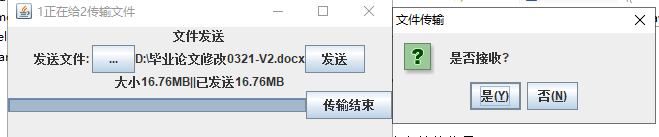 1正在给2传输文件
文件发送
发送文件: ... D:\毕业论文修改0321-V2.docx 发送
大小16.76MB||已发送16.76MB
传输结束
文件传输
是否接收?
是(Y) 否(N)